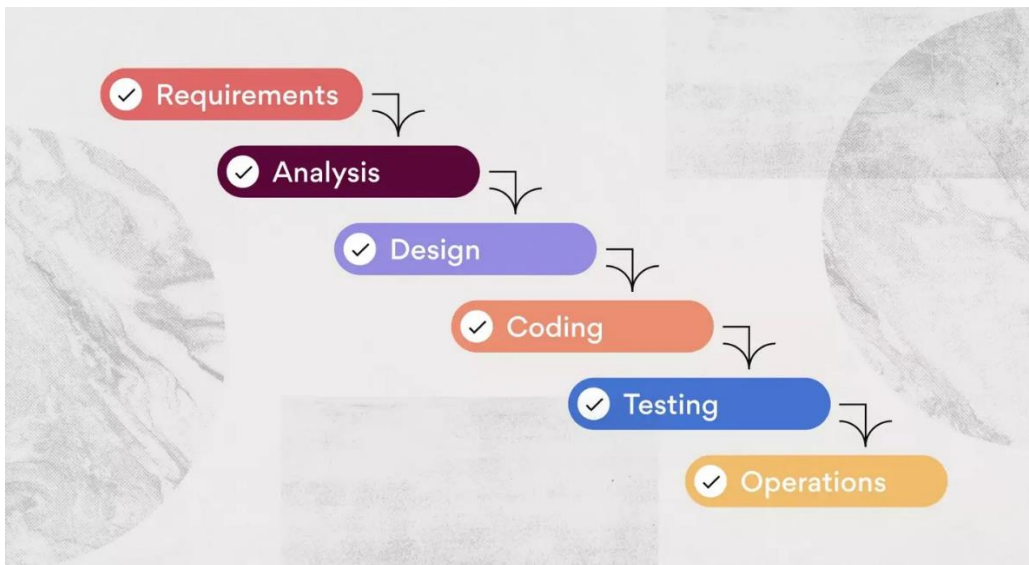 Requirements
Analysis
Design
Coding
Testing
Operations